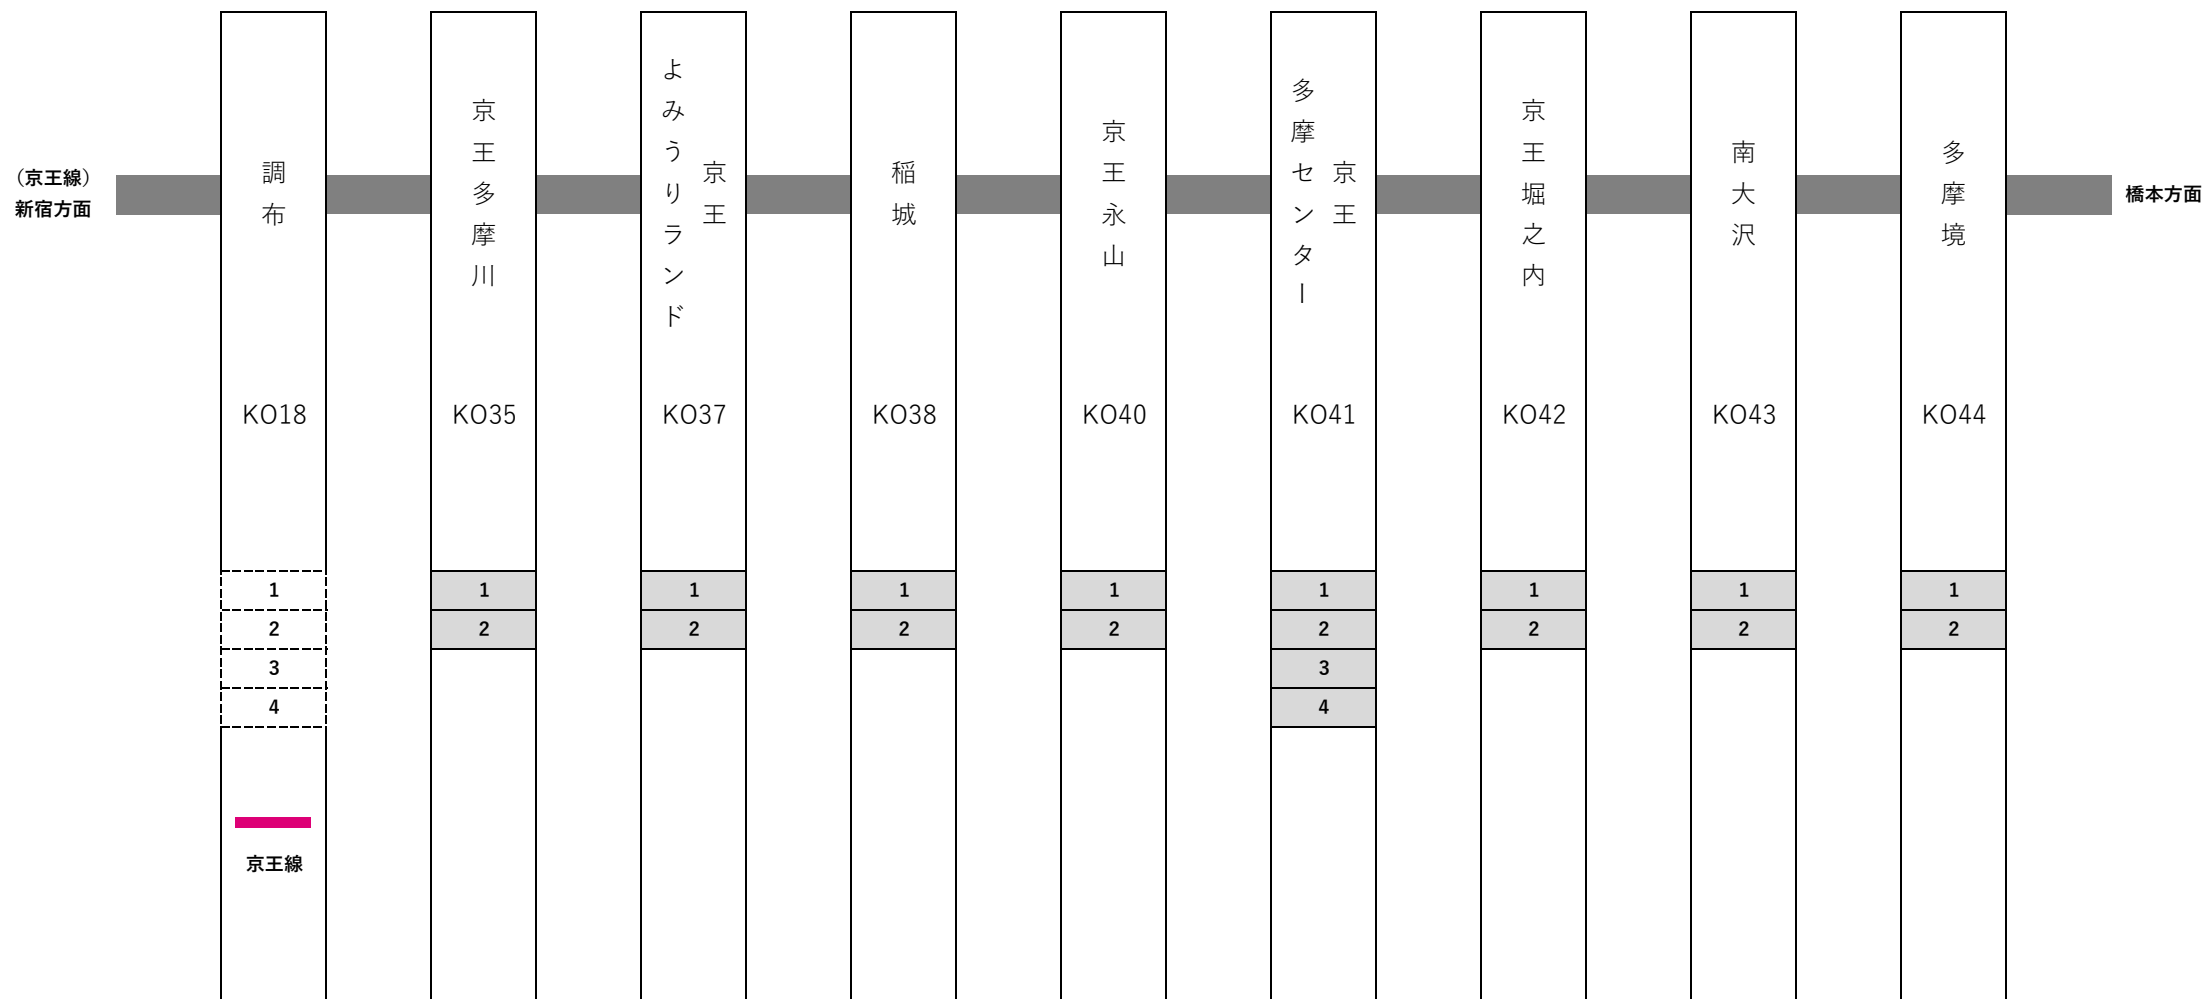 (京王線)
新宿方面
調布
KO18
1
2
3
4
京王線
京王多摩川
KO35
1
2
京王
よみうりランド
KO37
1
2
稲城
KO38
1
2
京王永山
KO40
1
2
京王
多摩センター
KO41
1
2
3
4
京王堀之内
KO42
1
2
南大沢
KO43
1
2
多摩境
KO44
1
2
橋本方面